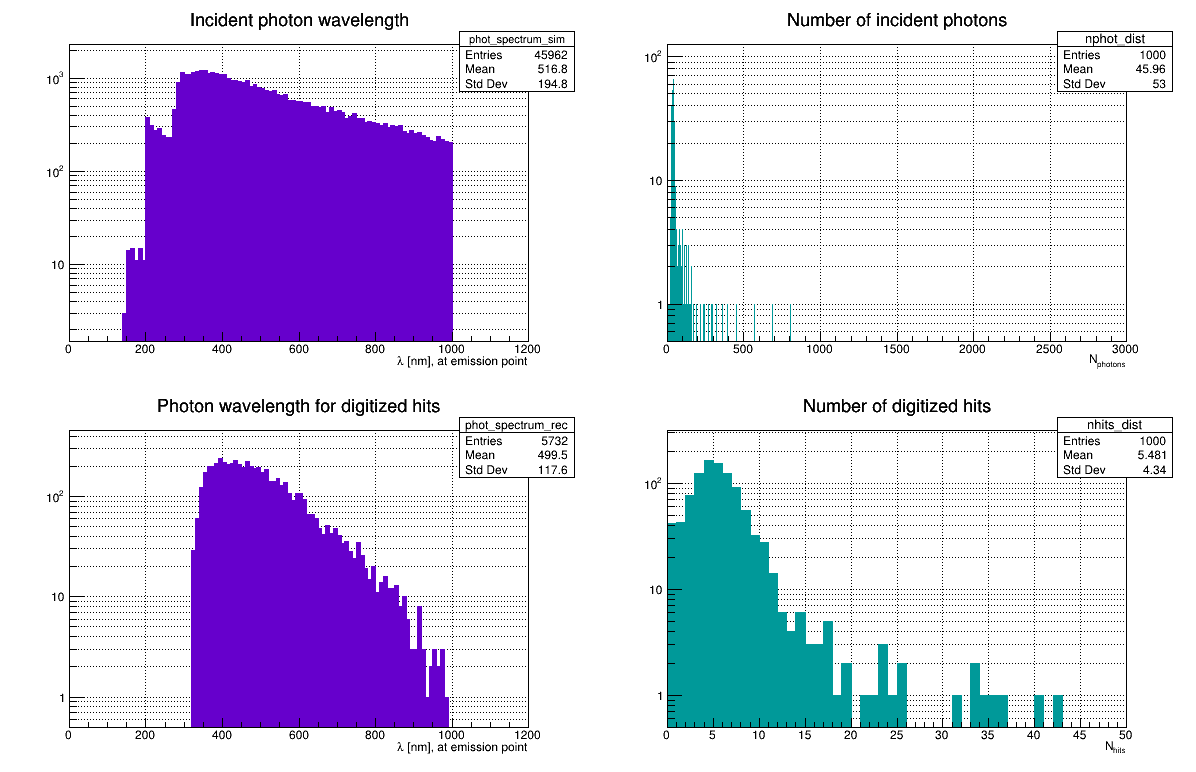 Incident photon wavelength
phot_spectrum_sim
Entries 45962
Mean 516.8
Std Dev 194.8
10³
10²
10
0 200 400 600 800 1000 1200
λ [nm], at emission point
Number of incident photons
nphot_dist
Entries 1000
Mean 45.96
Std Dev 53
10²
10
1
0 500 1000 1500 2000 2500 3000
Nphotons
Photon wavelength for digitized hits
phot_spectrum_rec
Entries 5732
Mean 499.5
Std Dev 117.6
10²
10
1
0 200 400 600 800 1000 1200
λ [nm], at emission point
Number of digitized hits
nhits_dist
Entries 1000
Mean 5.481
Std Dev 4.34
10²
10
1
0 5 10 15 20 25 30 35 40 45 50
Nhits